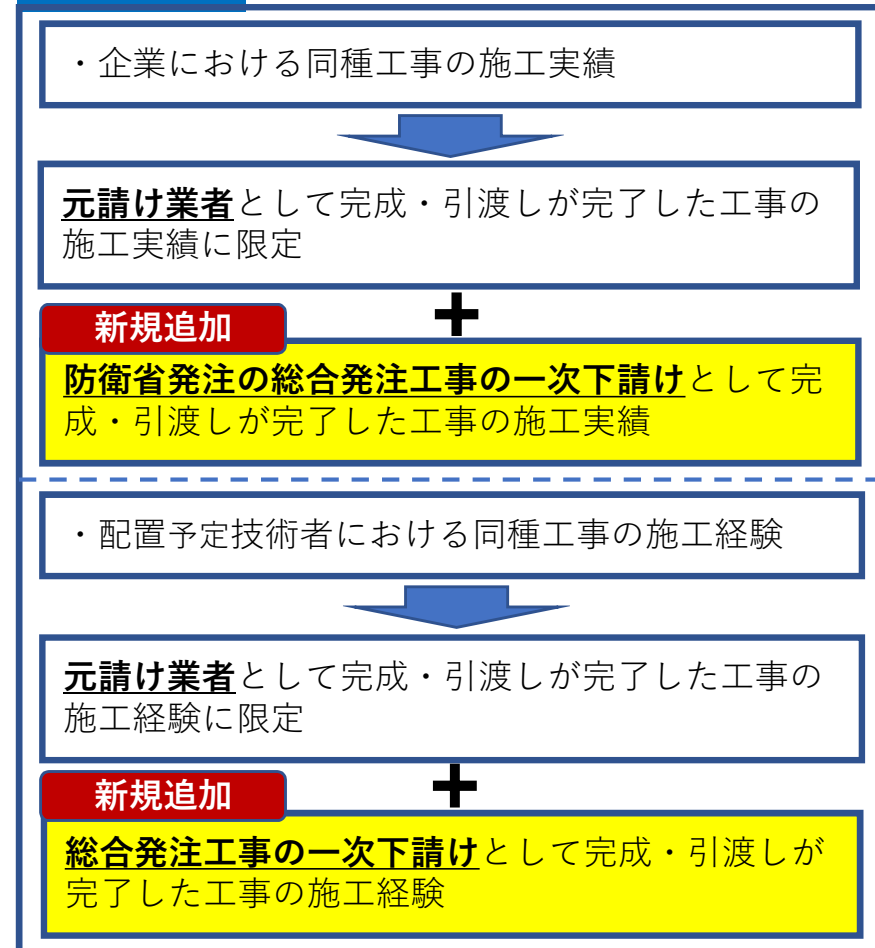 ・企業における同種工事の施工実績
元請け業者として完成・引渡しが完了した工事の
施工実績に限定
+
新規追加
防衛省発注の総合発注工事の一次下請けとして完
成・引渡しが完了した工事の施工実績
・配置予定技術者における同種工事の施工経験
元請け業者として完成・引渡しが完了した工事の
施工経験に限定
+
新規追加
総合発注工事の一次下請けとして完成・引渡しが
完了した工事の施工経験